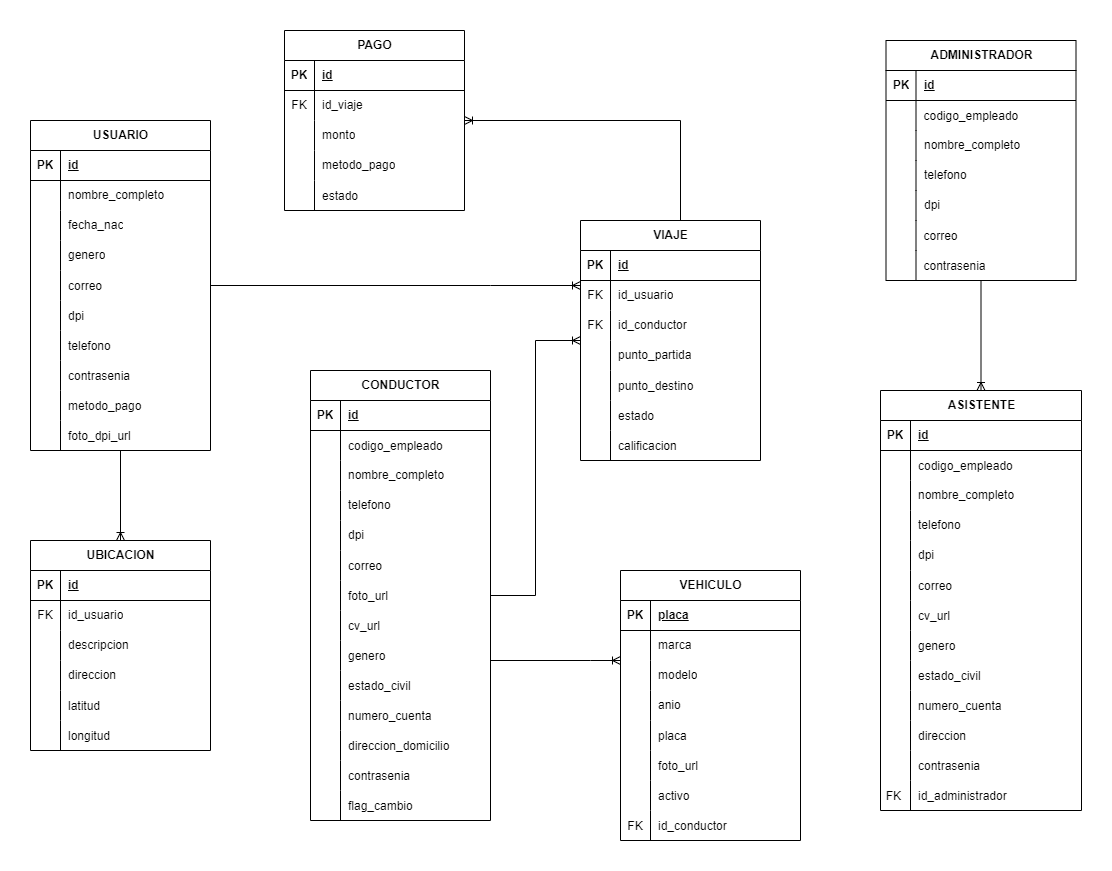 PAGO
PK id
FK id_viaje
monto
metodo_pago
estado
ADMINISTRADOR
PK id
codigo_empleado
nombre_completo
telefono
dpi
correo
contrasenia
USUARIO
PK id
nombre_completo
fecha_nac
genero
correo
dpi
telefono
contrasenia
metodo_pago
foto_dpi_url
VIAJE
PK id
FK id_usuario
FK id_conductor
punto_partida
punto_destino
estado
calificacion
CONDUCTOR
PK id
codigo_empleado
nombre_completo
telefono
dpi
correo
foto_url
cv_url
genero
estado_civil
numero_cuenta
direccion_domicilio
contrasenia
flag_cambio
ASISTENTE
PK id
codigo_empleado
nombre_completo
telefono
dpi
correo
cv_url
genero
estado_civil
numero_cuenta
direccion
contrasenia
FK id_administrador
UBICACION
PK id
FK id_usuario
descripcion
direccion
latitud
longitud
VEHICULO
PK placa
marca
modelo
anio
placa
foto_url
activo
FK id_conductor